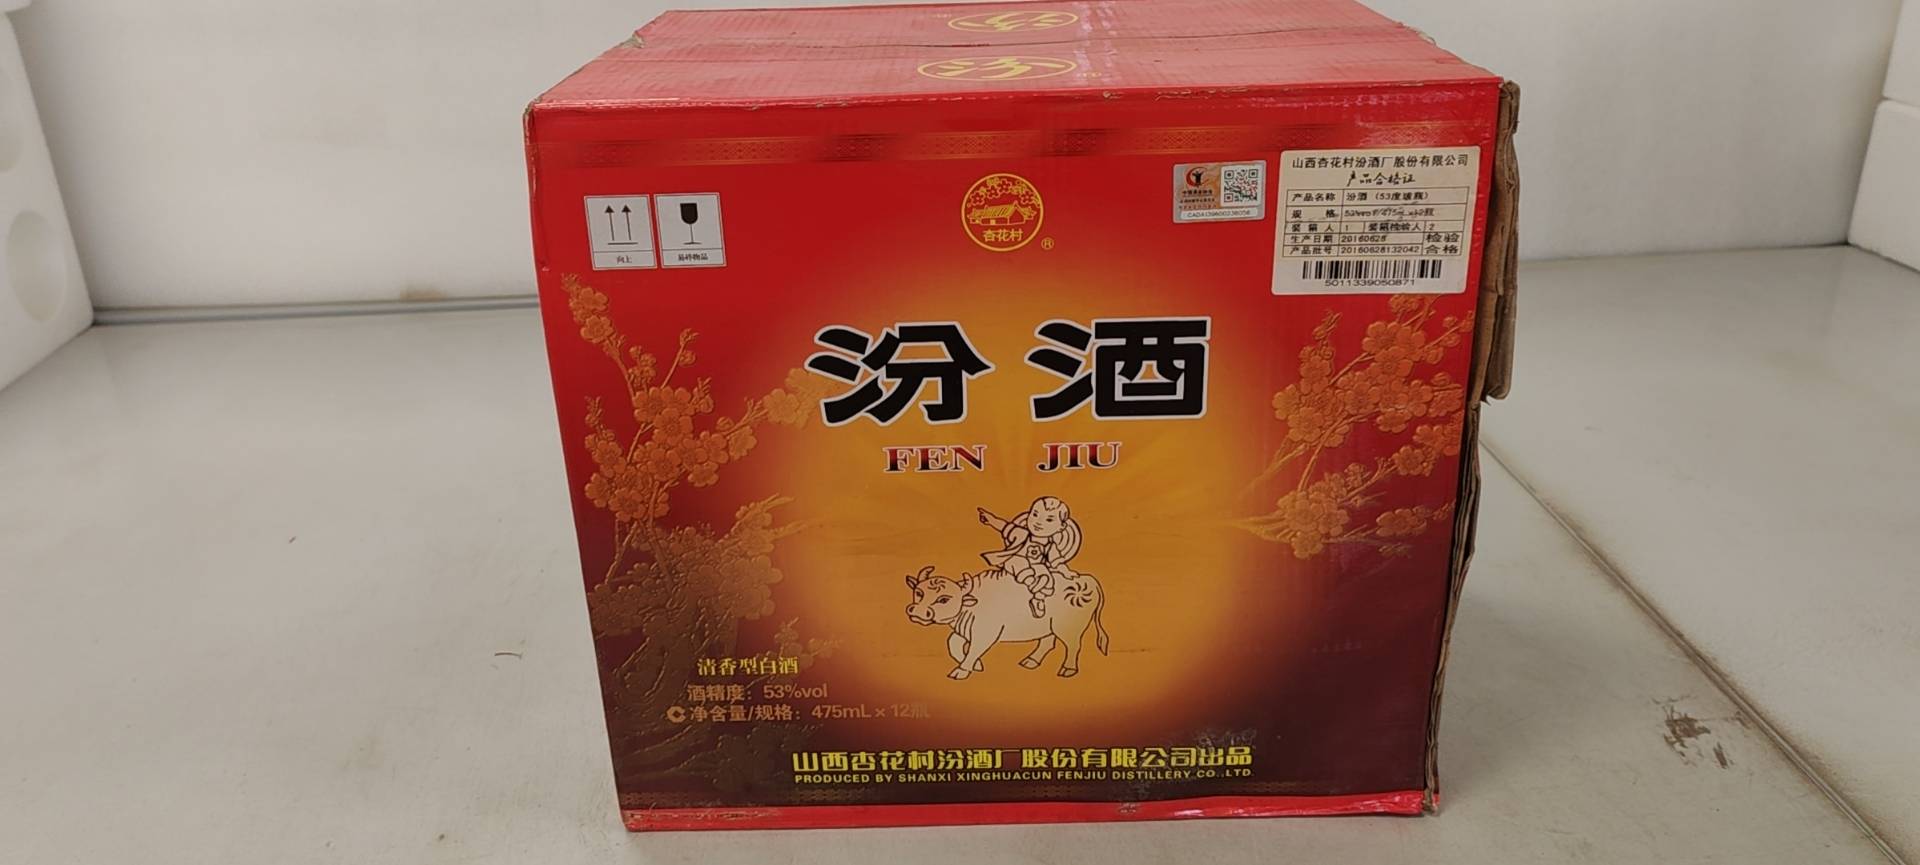 汾
汾
向上
易碎物品
杏花村
®
CADA139600238056
山西杏花村汾酒厂股份有限公司
产品合格证
产品名称 汾酒（53度玻瓶）
规 格
装箱人 1 装箱检验人 2
生产日期 20160628 检验
产品批号 20160628132042 合格
5011339050871
汾酒
FEN JIU
清香型白酒
酒精度：53%vol
净含量/规格：475mL×12瓶
山西杏花村汾酒厂股份有限公司出品
PRODUCED BY SHANXI XINGHUACUN FENJIU DISTILLERY CO.,LTD.